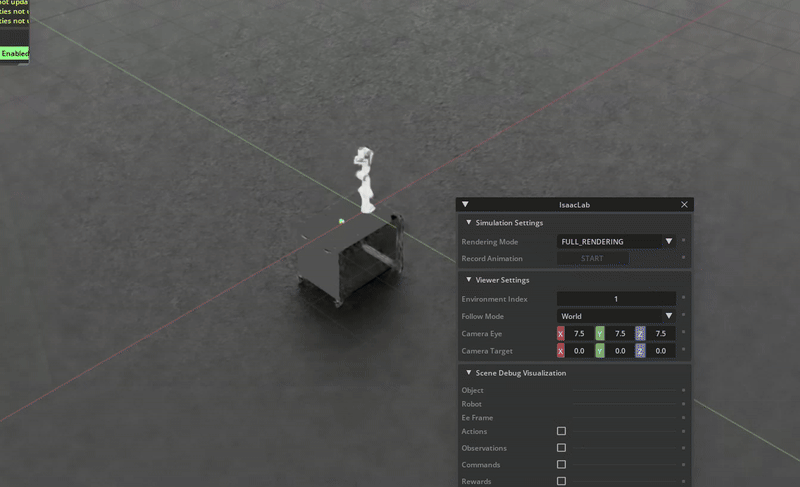 not upda
ties not u
ties not u
Enabled
IsaacLab
Simulation Settings
Rendering Mode FULL_RENDERING
Record Animation START
Viewer Settings
Environment Index 1
Follow Mode World
Camera Eye X 7.5 Y 7.5 Z 7.5
Camera Target X 0.0 Y 0.0 Z 0.0
Scene Debug Visualization
Object
Robot
Ee Frame
Actions
Observations
Commands
Rewards